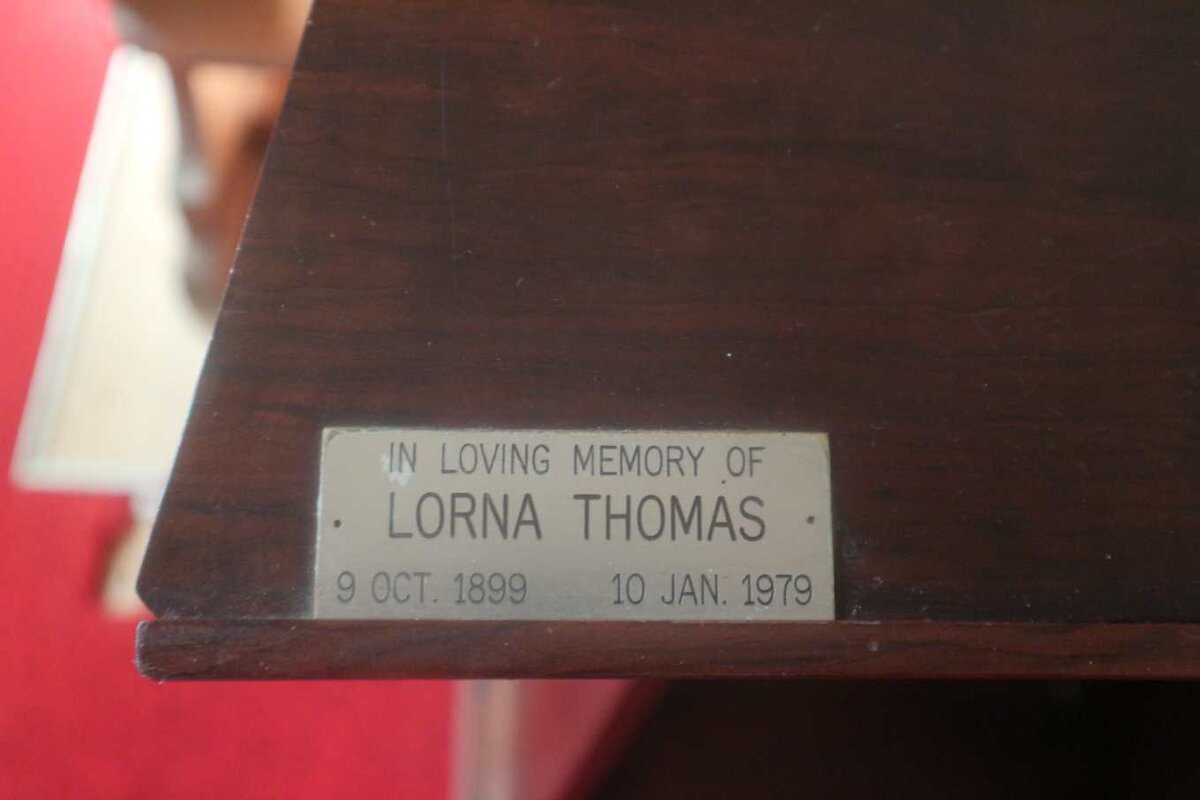 IN LOVING MEMORY OF
LORNA THOMAS
9 OCT. 1899 10 JAN. 1979